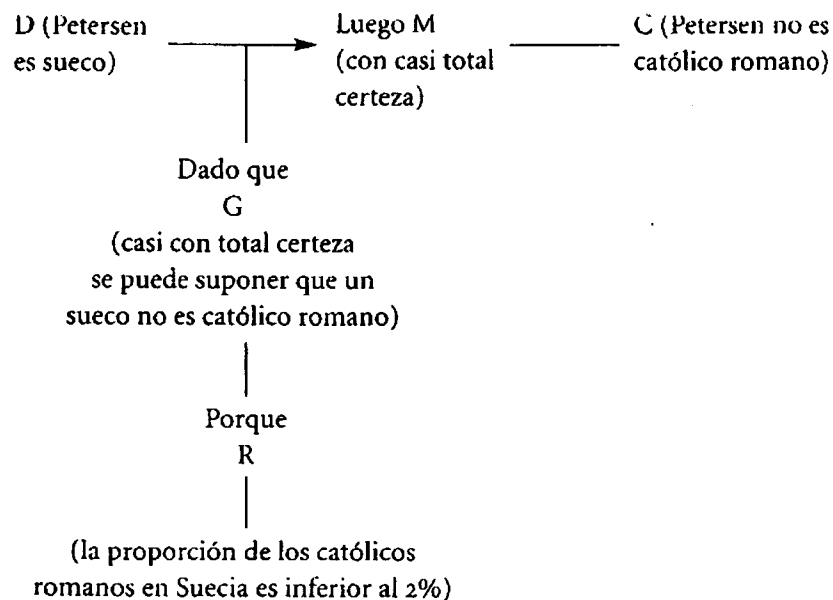 D (Petersen
es sueco)
Luego M
(con casi total
certeza)
C (Petersen no es
católico romano)
Dado que
G
(casi con total certeza
se puede suponer que un
sueco no es católico romano)
Porque
R
(la proporción de los católicos
romanos en Suecia es inferior al 2%)